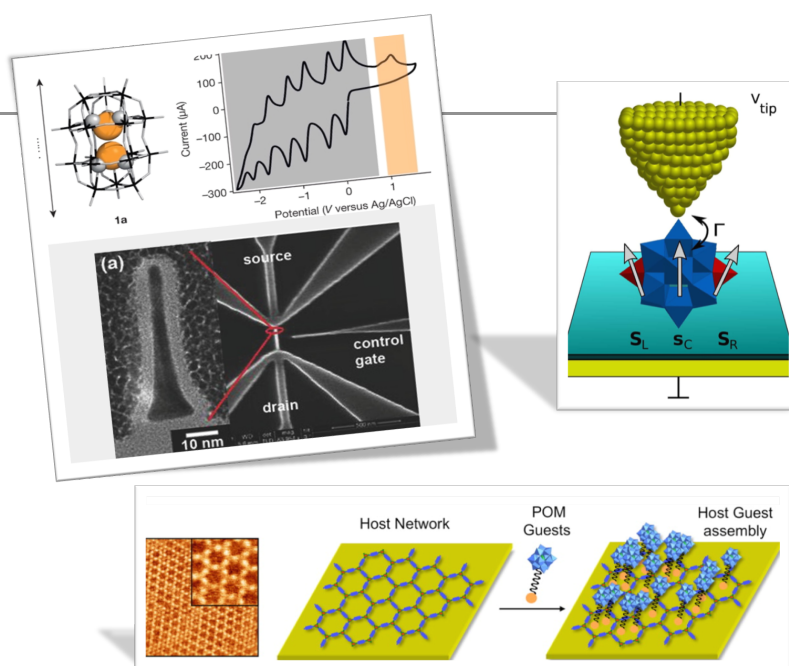 200
100
0
−100
−200
−300
Current (µA)
−2
−1
0
1
Potential (V versus Ag/AgCl)
1a
(a)
source
control
gate
drain
10 nm
V
tip
Γ
S
L
s
C
S
R
Host Network
POM
Guests
Host Guest
assembly